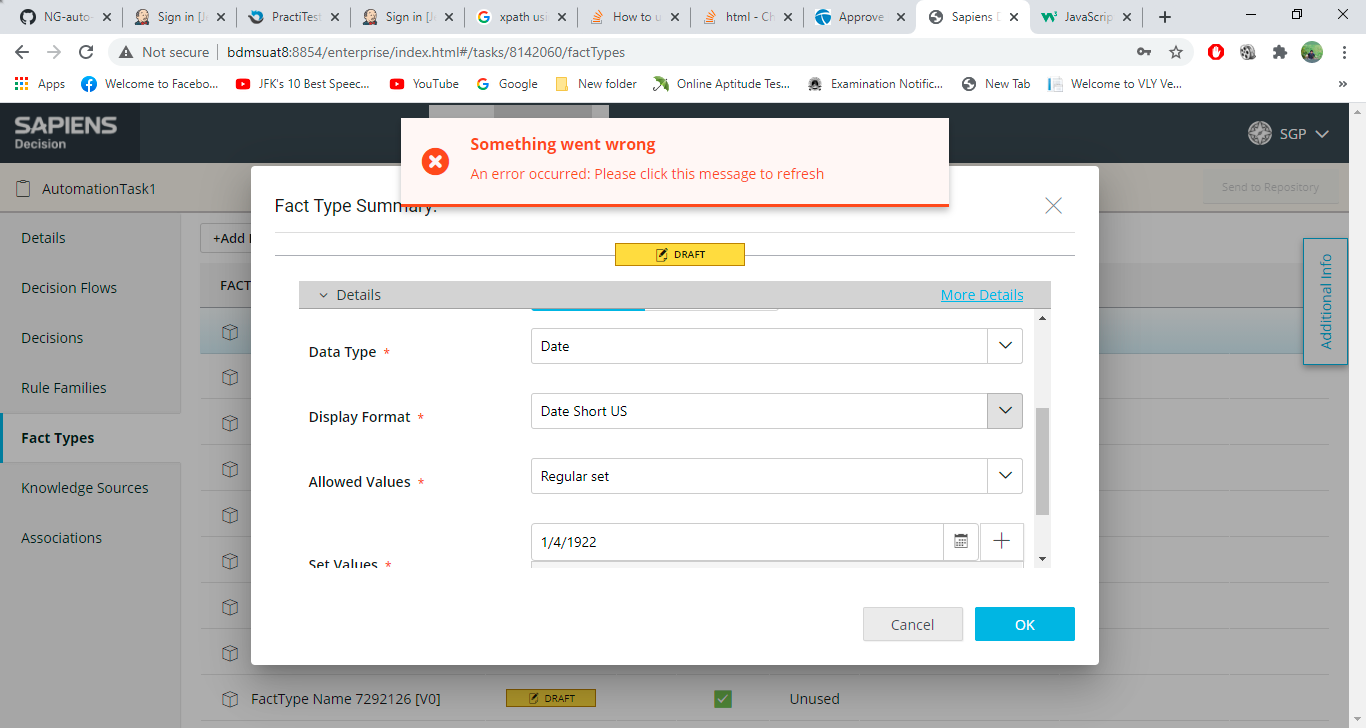 NG-auto-
Sign in [Je
PractiTest
Sign in [Je
xpath usi
How to u
html - Ch
Approve
Sapiens D
JavaScrip
Not secure | bdmsuat8:8854/enterprise/index.html#/tasks/8142060/factTypes
Apps
Welcome to Facebo...
JFK's 10 Best Speec...
YouTube
Google
New folder
Online Aptitude Tes...
Examination Notific...
New Tab
Welcome to VLY Ve...
SAPIENS
Decision
SGP
Something went wrong
An error occurred: Please click this message to refresh
AutomationTask1
Send to Repository
Fact Type Summary:
Details
Decision Flows
Decisions
Rule Families
Fact Types
Knowledge Sources
Associations
+Add
FACT
DRAFT
Details
More Details
Additional Info
Data Type *
Date
Display Format *
Date Short US
Allowed Values *
Regular set
Set Values *
1/4/1922
Cancel
OK
FactType Name 7292126 [V0]
DRAFT
Unused